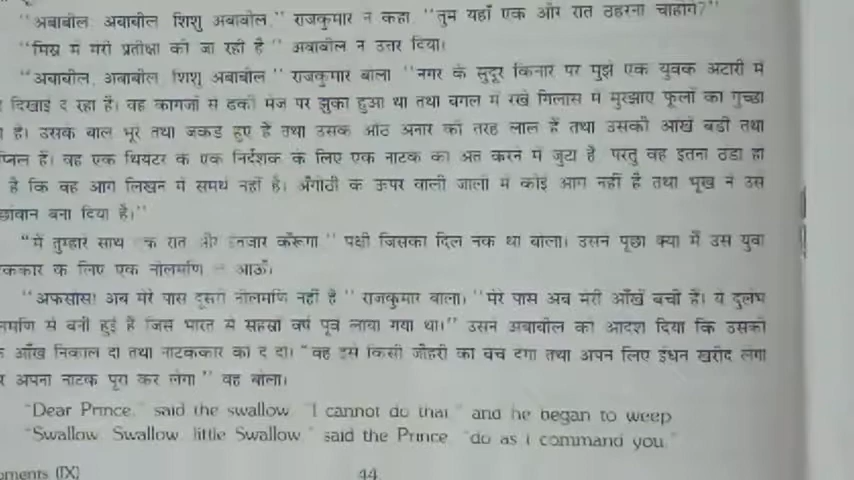 "अबाबील, अबाबील शिशु अबाबील," राजकुमार ने कहा, "तुम यहाँ एक और रात ठहरना चाहोगे?"
"मिस्र में मेरी प्रतीक्षा की जा रही है" अबाबील ने उत्तर दिया।
"अबाबील, अबाबील, शिशु अबाबील" राजकुमार बोला "नगर के सुदूर किनारे पर मुझे एक युवक अटारी में
दिखाई दे रहा है। वह कागजों से ढकी मेज पर झुका हुआ था तथा बगल में रखे गिलास में मुरझाए फूलों का गुच्छा
है। उसके बाल भूरे तथा जकड़े हुए हैं तथा उसके ओंठ अनार की तरह लाल हैं तथा उसकी आँखें बड़ी तथा
हैं। वह एक थियेटर के एक निर्देशक के लिए एक नाटक का अंत करने में जुटा है, परंतु वह इतना ठंडा हो
है कि वह आगे लिखने में समर्थ नहीं है। अँगीठी के ऊपर वाली जाली में कोई आग नहीं है तथा भूख ने उसे
बना दिया है।"
"मैं तुम्हारे साथ एक रात और इंतजार करूँगा," पक्षी जिसका दिल नेक था बोला। उसने पूछा क्या मैं उस युवा
के लिए एक नीलमणि आऊँ।
"अफसोस! अब मेरे पास दूसरी नीलमणि नहीं है" राजकुमार बोला। "मेरे पास अब मेरी आँखें बची हैं। ये दुर्लभ
से बनी हुई हैं जिसे भारत से सहस्रों वर्ष पूर्व लाया गया था।" उसने अबाबील को आदेश दिया कि उसकी
आँख निकाल दो तथा नाटककार को दे दो। "वह इसे किसी जौहरी को बेच देगा तथा अपने लिए ईंधन खरीद लेगा
अपना नाटक पूरा कर लेगा" वह बोला।
"Dear Prince," said the swallow, "I cannot do that," and he began to weep
"Swallow, Swallow, little Swallow," said the Prince, "do as I command you."
(IX) 44